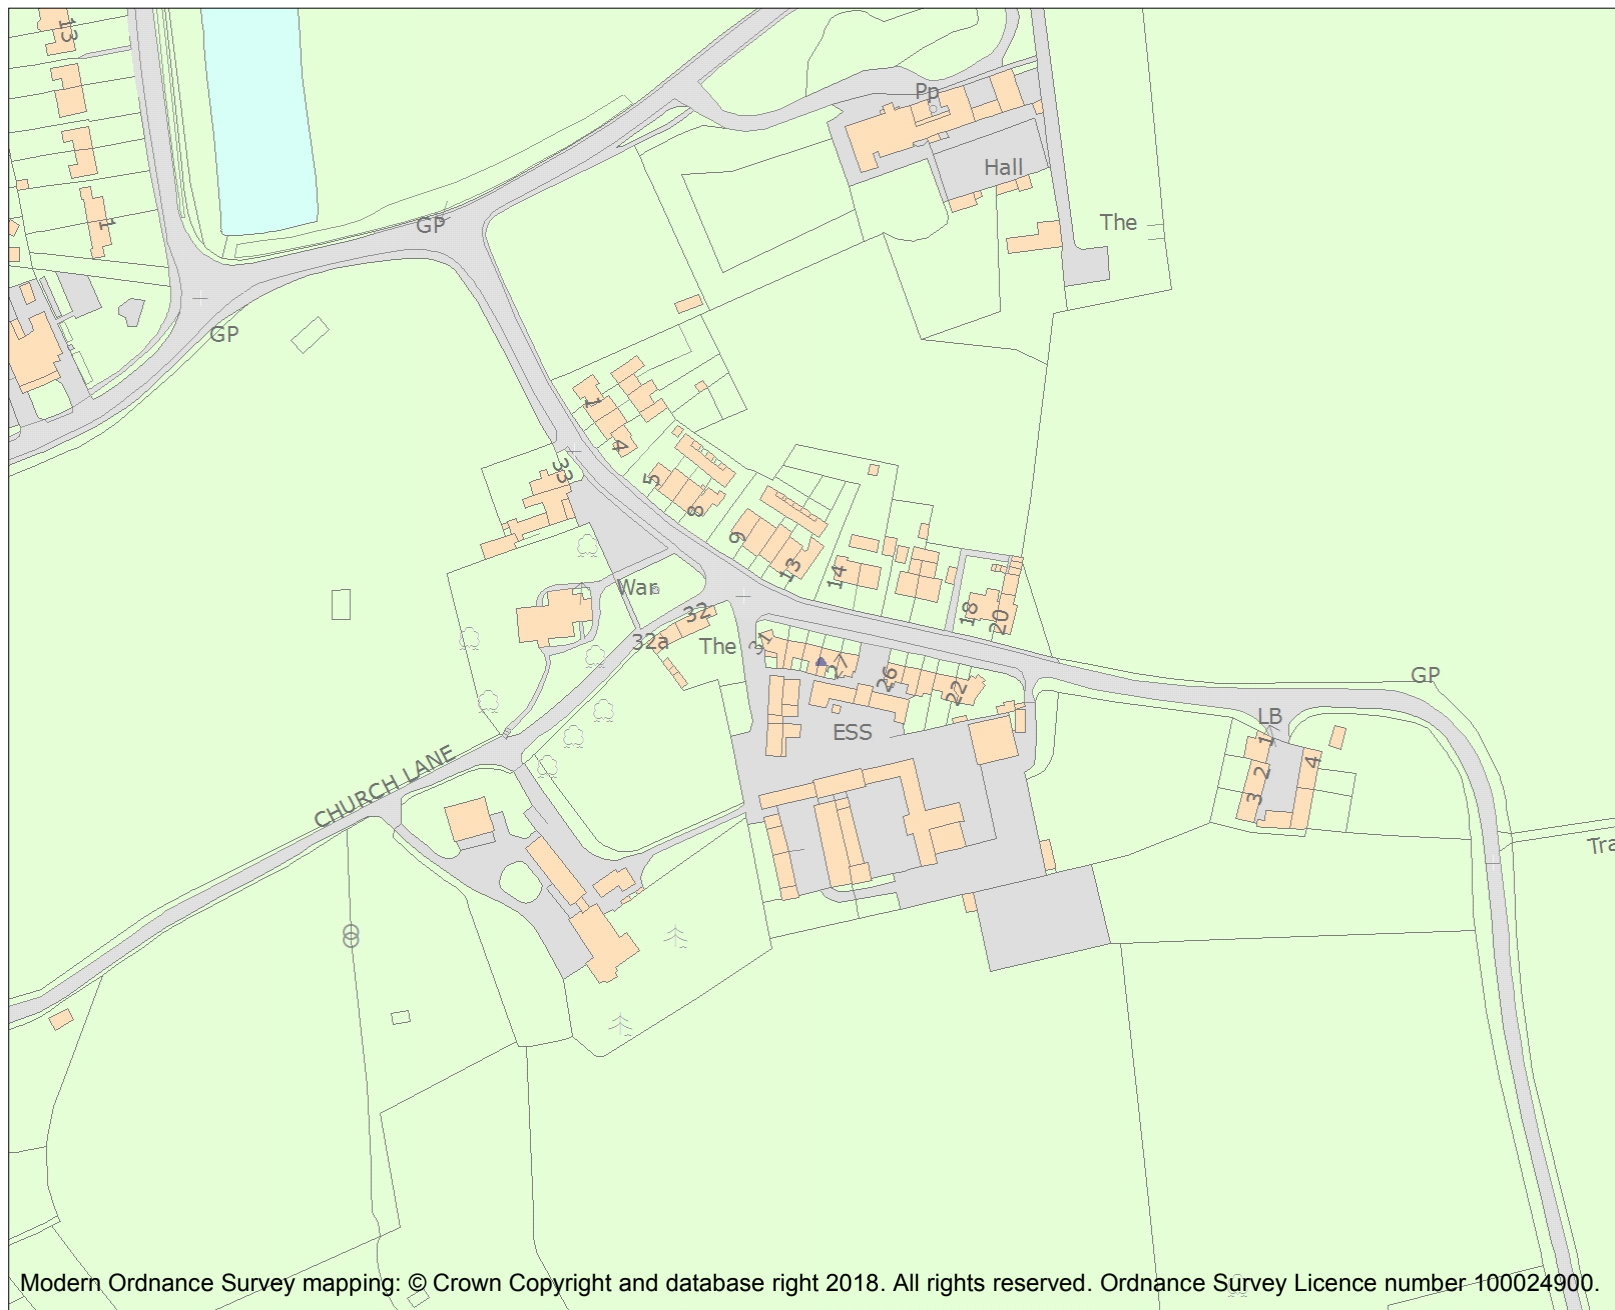 13
Pp
Hall
1
The
GP
GP
1
4
33
5
8
9
13
14
War
32
18
20
32a
The
31
27
26
22
GP
LB
ESS
1
2
4
3
CHURCH LANE
Tra
Modern Ordnance Survey mapping: © Crown Copyright and database right 2018. All rights reserved. Ordnance Survey Licence number 100024900.